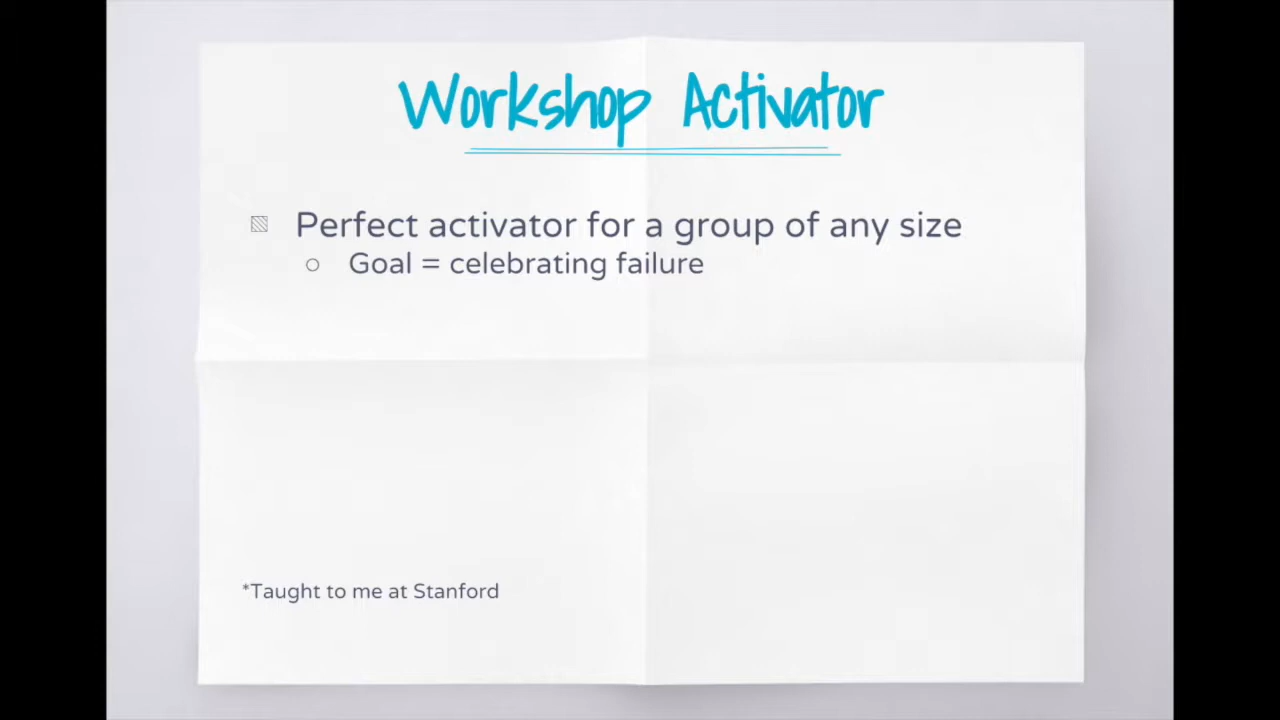 Workshop Activator
Perfect activator for a group of any size
Goal = celebrating failure
*Taught to me at Stanford